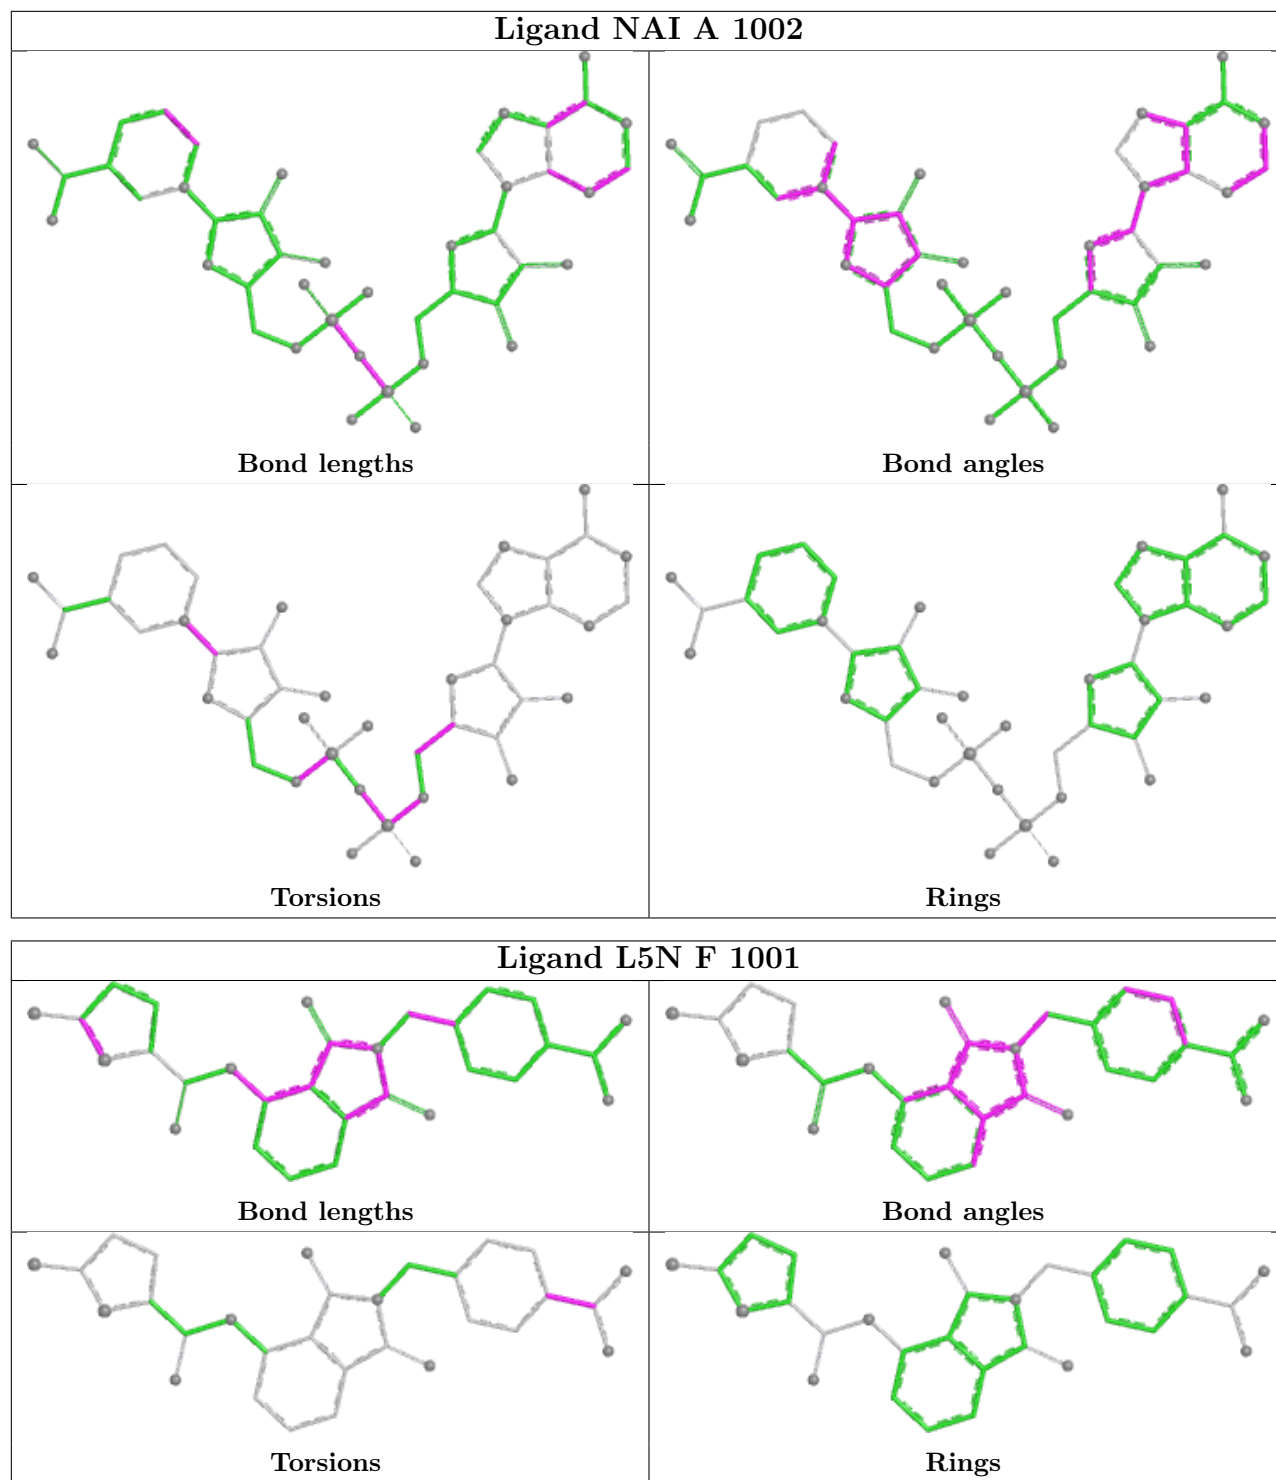 Ligand NAI A 1002
Bond lengths
Bond angles
Torsions
Rings
Ligand L5N F 1001
Bond lengths
Bond angles
Torsions
Rings